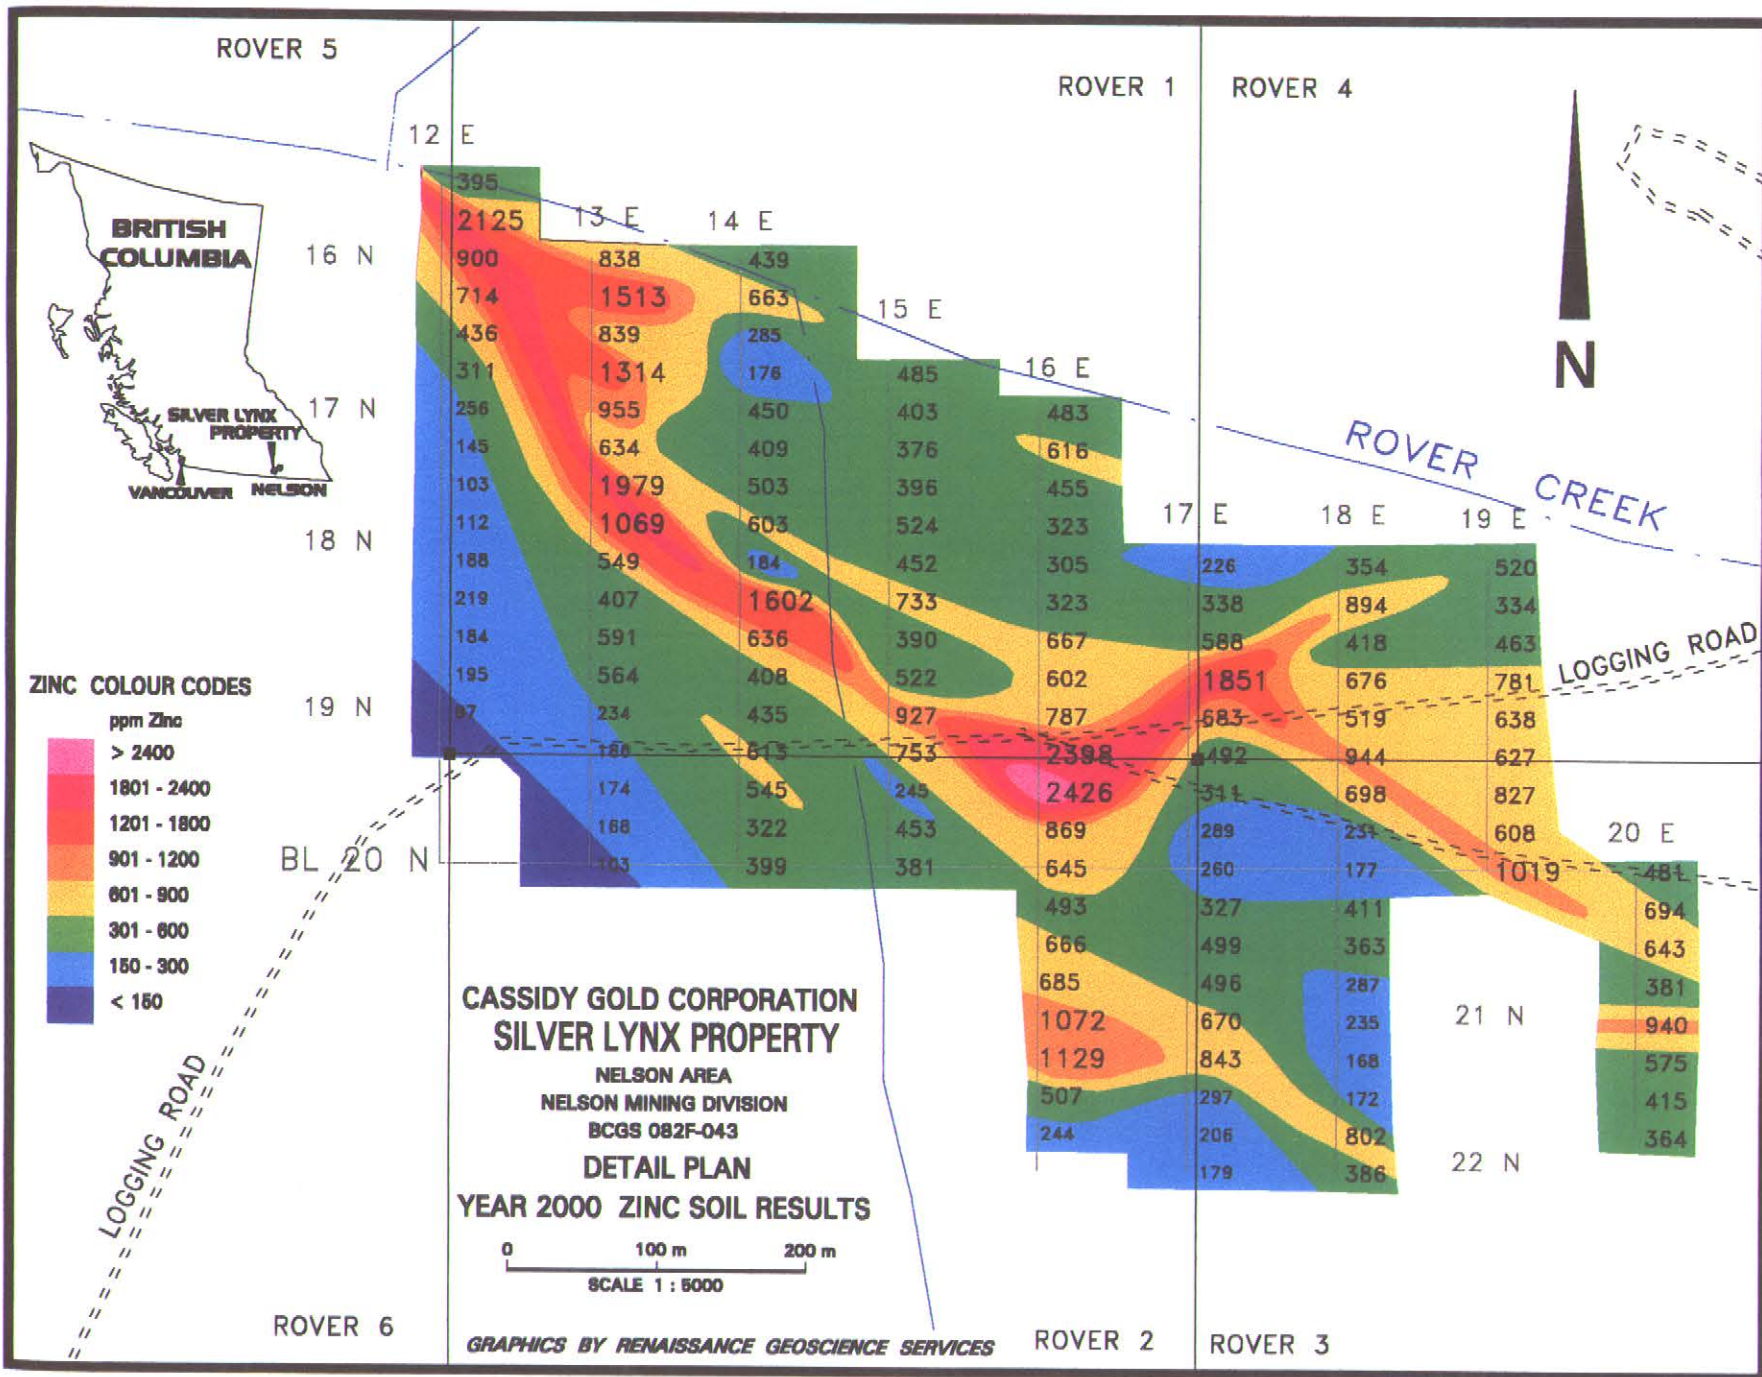 ROVER 5
ROVER 1
ROVER 4
12 E
BRITISH
COLUMBIA
SILVER LYNX
PROPERTY
VANCOUVER
NELSON
13 E
14 E
15 E
16 E
17 E
18 E
19 E
20 E
16 N
17 N
18 N
19 N
BL 20 N
21 N
22 N
N
ROVER CREEK
LOGGING ROAD
LOGGING ROAD
395
2125
900
714
436
311
256
145
103
112
188
219
184
195
97
838
1513
839
1314
955
634
1979
1069
549
407
591
564
234
180
174
168
103
439
663
285
176
450
409
503
603
184
1602
636
408
435
613
545
322
399
485
403
376
396
524
452
733
390
522
927
753
245
453
381
483
616
455
323
305
323
667
602
787
2398
2426
869
645
493
666
685
1072
1129
507
244
226
338
588
1851
683
492
311
289
260
327
499
496
670
843
297
206
179
354
894
418
676
519
944
698
231
177
411
363
287
235
168
172
802
386
520
334
463
781
638
627
827
608
1019
481
694
643
381
940
575
415
364
ZINC COLOUR CODES
ppm Zinc
> 2400
1801 - 2400
1201 - 1800
901 - 1200
601 - 900
301 - 600
150 - 300
< 150
CASSIDY GOLD CORPORATION
SILVER LYNX PROPERTY
NELSON AREA
NELSON MINING DIVISION
BCGS 082F-043
DETAIL PLAN
YEAR 2000 ZINC SOIL RESULTS
0 100 m 200 m
SCALE 1 : 5000
GRAPHICS BY RENAISSANCE GEOSCIENCE SERVICES
ROVER 6
ROVER 2
ROVER 3